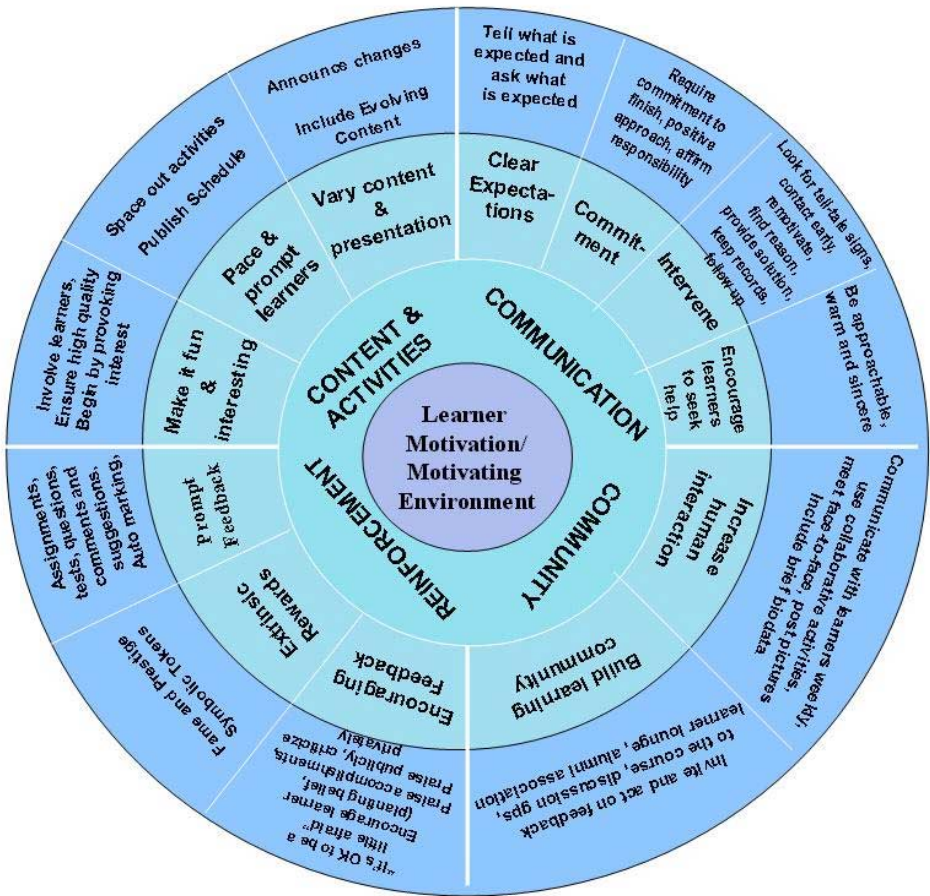 Learner
Motivation/
Motivating
Environment
CONTENT &
ACTIVITIES
COMMUNICATION
COMMUNITY
REINFORCEMENT
Clear
Expecta-
tions
Tell what is
expected and
ask what
is expected
Commit-
ment
Require
commitment to
finish, positive
approach, affirm
responsibility
Intervene
Look for tell-tale signs,
contact early,
remotivate,
find reason,
provide solution,
keep records,
follow up
Encourage
learners
to seek
help
Be approachable,
warm and sincere
Increase
human
interaction
Communicate with learners weekly,
use collaborative activities,
meet face-to-face, post pictures
Include brief biodata
Build learning
community
Invite and act on feedback
to the course, discussion gps,
learner lounge, alumni association
Encouraging
Feedback
"It's OK to be a
little afraid"
Encourage learner
(planting belief,
Praise accomplishments,
Praise publicly, criticize
privately
Extrinsic
Rewards
Fame and Prestige
Symbolic Tokens
Prompt
Feedback
Assignments,
tests, questions,
comments and
suggestions,
Auto marking,
Make it fun
&
interesting
Involve learners,
Ensure high quality
Begin by provoking
interest
Pace &
prompt
learners
Space out activities
Publish Schedule
Vary content
&
presentation
Announce changes
Include Evolving
Content